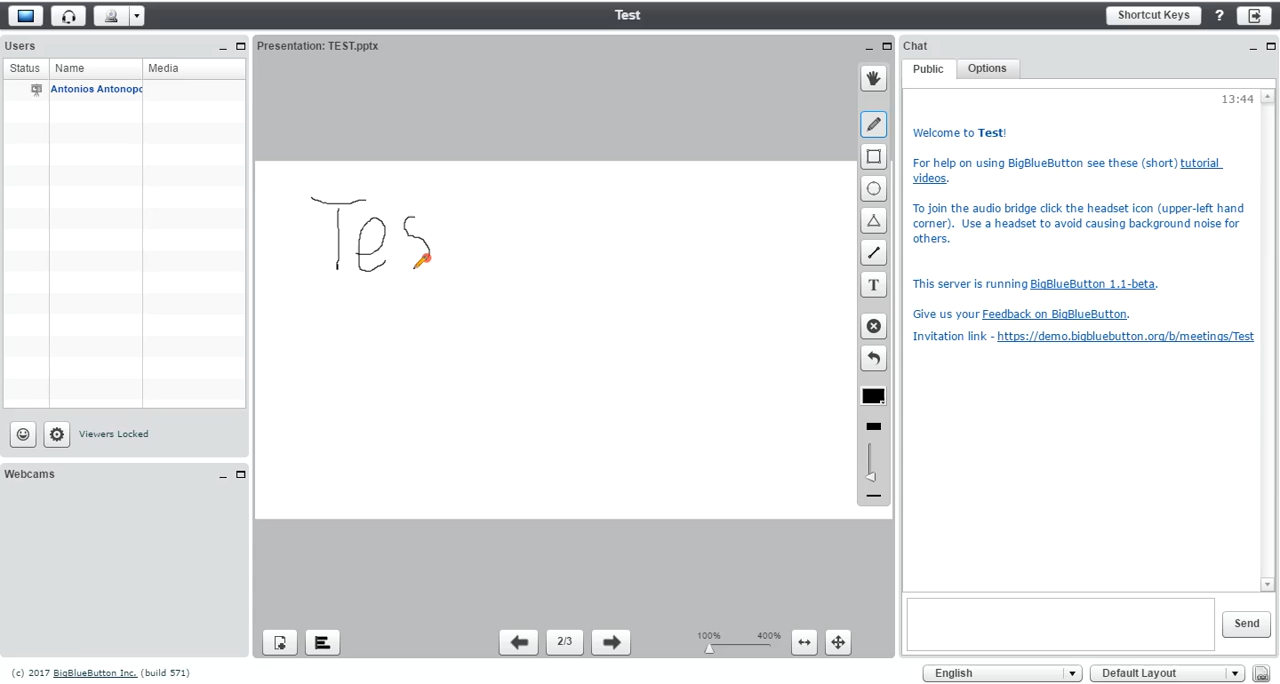 Test
Shortcut Keys
?
Users
Status Name Media
Antonios Antonopo
Viewers Locked
Webcams
Presentation: TEST.pptx
Tes
T
2/3
100% 400%
Chat
Public Options
13:44
Welcome to Test!
For help on using BigBlueButton see these (short) tutorial
videos.
To join the audio bridge click the headset icon (upper-left hand
corner). Use a headset to avoid causing background noise for
others.
This server is running BigBlueButton 1.1-beta.
Give us your Feedback on BigBlueButton.
Invitation link - https://demo.bigbluebutton.org/b/meetings/Test
Send
(c) 2017 BigBlueButton Inc. (build 571)
English
Default Layout